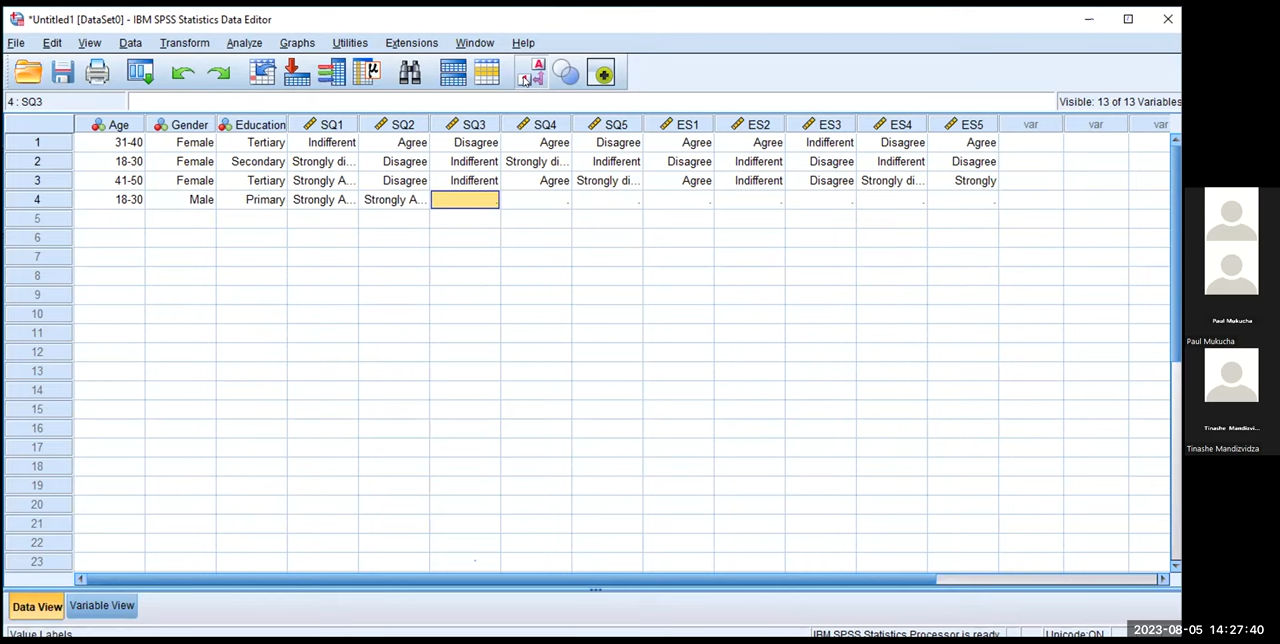 *Untitled1 [DataSet0] - IBM SPSS Statistics Data Editor
File Edit View Data Transform Analyze Graphs Utilities Extensions Window Help
4 : SQ3
Visible: 13 of 13 Variables
Age Gender Education SQ1 SQ2 SQ3 SQ4 SQ5 ES1 ES2 ES3 ES4 ES5 var var var
1 31-40 Female Tertiary Indifferent Agree Disagree Agree Disagree Agree Agree Indifferent Disagree Agree
2 18-30 Female Secondary Strongly di... Disagree Indifferent Strongly di... Indifferent Disagree Indifferent Disagree Indifferent Disagree
3 41-50 Female Tertiary Strongly A... Disagree Indifferent Agree Strongly di... Agree Indifferent Disagree Strongly di... Strongly
4 18-30 Male Primary Strongly A... Strongly A... . . . . . . . .
5
6
7
8
9
10
11
12
13
14
15
16
17
18
19
20
21
22
23
Data View Variable View
Value Labels
IBM SPSS Statistics Processor is ready
Unicode:ON
Paul Mukucha
Paul Mukucha
Tinashe Mandizvi...
Tinashe Mandizvidza
2023-08-05 14:27:40